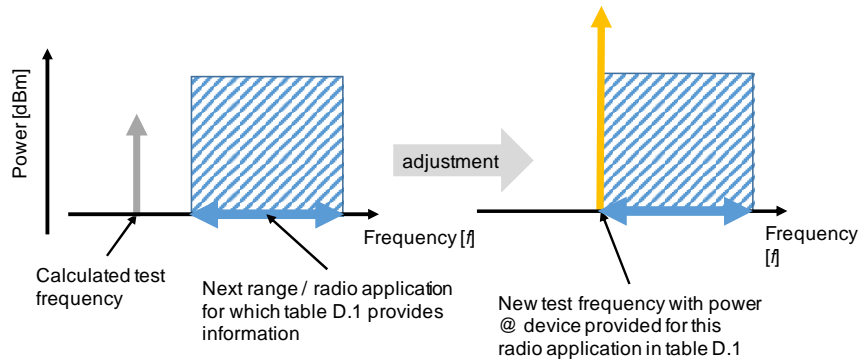 Power [dBm]
adjustment
Frequency [f]
Frequency
[f]
Calculated test
frequency
Next range / radio application
for which table D.1 provides
information
New test frequency with power
@ device provided for this
radio application in table D.1